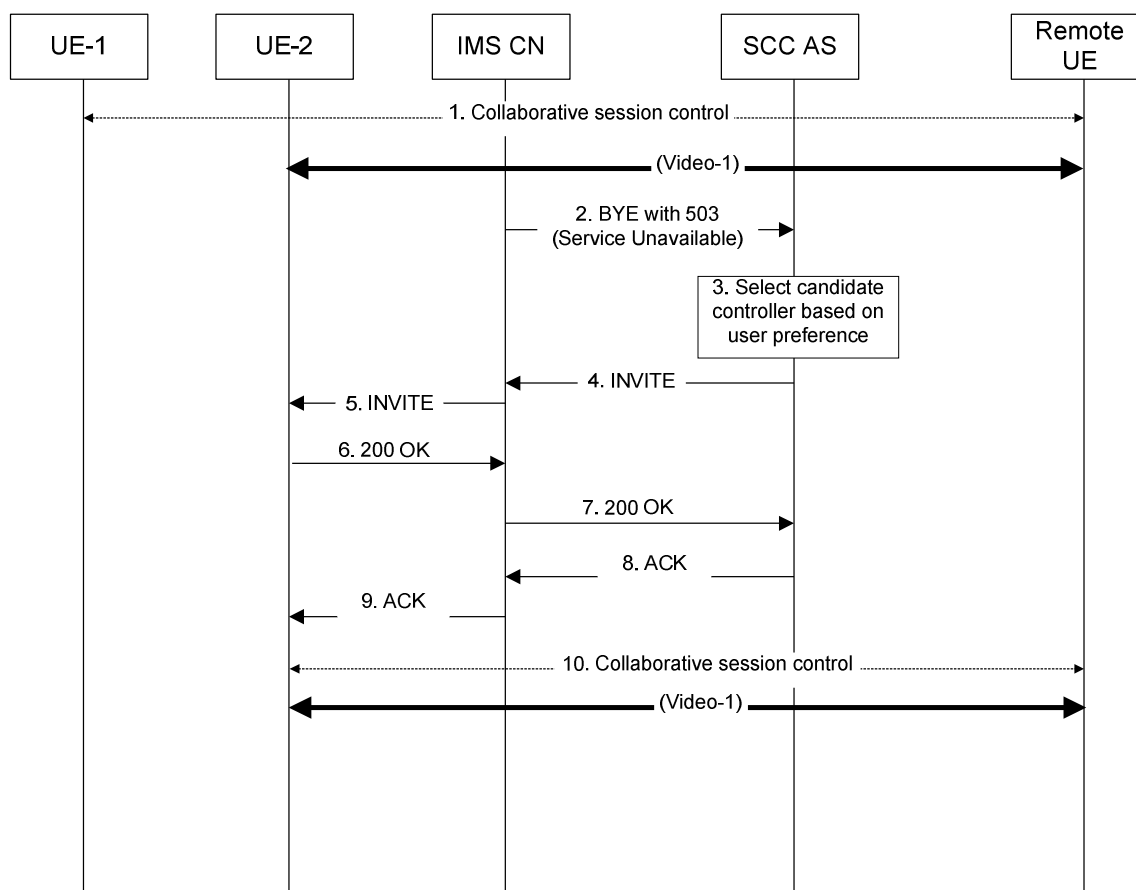 UE-1
UE-2
IMS CN
SCC AS
Remote
UE
1. Collaborative session control
(Video-1)
2. BYE with 503
(Service Unavailable)
3. Select candidate
controller based on
user preference
4. INVITE
5. INVITE
6. 200 OK
7. 200 OK
8. ACK
9. ACK
10. Collaborative session control
(Video-1)